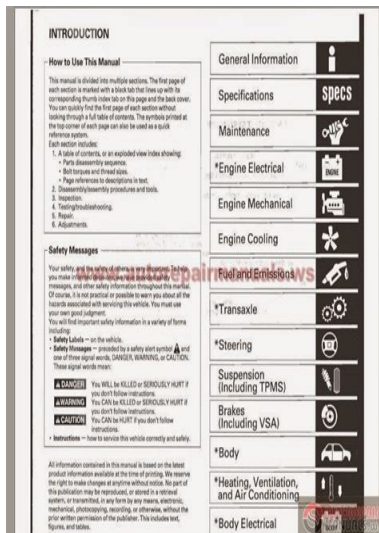 INTRODUCTION
How to Use This Manual
This manual is divided into multiple sections. The first page of
each section is marked with a black tab that lines up with its
corresponding thumb index tab on this page and the back cover.
You can quickly find the first page of each section without
looking through a full table of contents. The symbols printed at
the top corner of each page can also be used as a quick
reference system.
Each section includes:
1. A table of contents, or an exploded view index showing:
• Parts disassembly sequence.
• Bolt torques and thread sizes.
• Page references to descriptions in text.
2. Disassembly/assembly procedures and tools.
3. Inspection.
4. Testing/troubleshooting.
5. Repair.
6. Adjustments.
Safety Messages
Your safety, and the safety of others, is very important. To help
you make informed decisions, we have provided safety
messages, and other safety information throughout this manual.
Of course, it is not practical or possible to warn you about all the
hazards associated with servicing this vehicle. You must use
your own good judgment.
You will find important safety information in a variety of forms
including:
• Safety Labels — on the vehicle.
• Safety Messages — preceded by a safety alert symbol and
one of three signal words, DANGER, WARNING, or CAUTION.
These signal words mean:
DANGER You WILL be KILLED or SERIOUSLY HURT if
you don't follow instructions.
WARNING You CAN be KILLED or SERIOUSLY HURT if
you don't follow instructions.
CAUTION You CAN be HURT if you don't follow
instructions.
• Instructions — how to service this vehicle correctly and safely.
All information contained in this manual is based on the latest
product information available at the time of printing. We reserve
the right to make changes at anytime without notice. No part of
this publication may be reproduced, or stored in a retrieval
system, or transmitted, in any form by any means, electronic,
mechanical, photocopying, recording, or otherwise, without the
prior written permission of the publisher. This includes text,
figures, and tables.
General Information
Specifications
specs
Maintenance
*Engine Electrical
ENGINE
Engine Mechanical
Engine Cooling
Fuel and Emissions
*Transaxle
*Steering
Suspension
(Including TPMS)
Brakes
(Including VSA)
*Body
*Heating, Ventilation,
and Air Conditioning
*Body Electrical
BODY